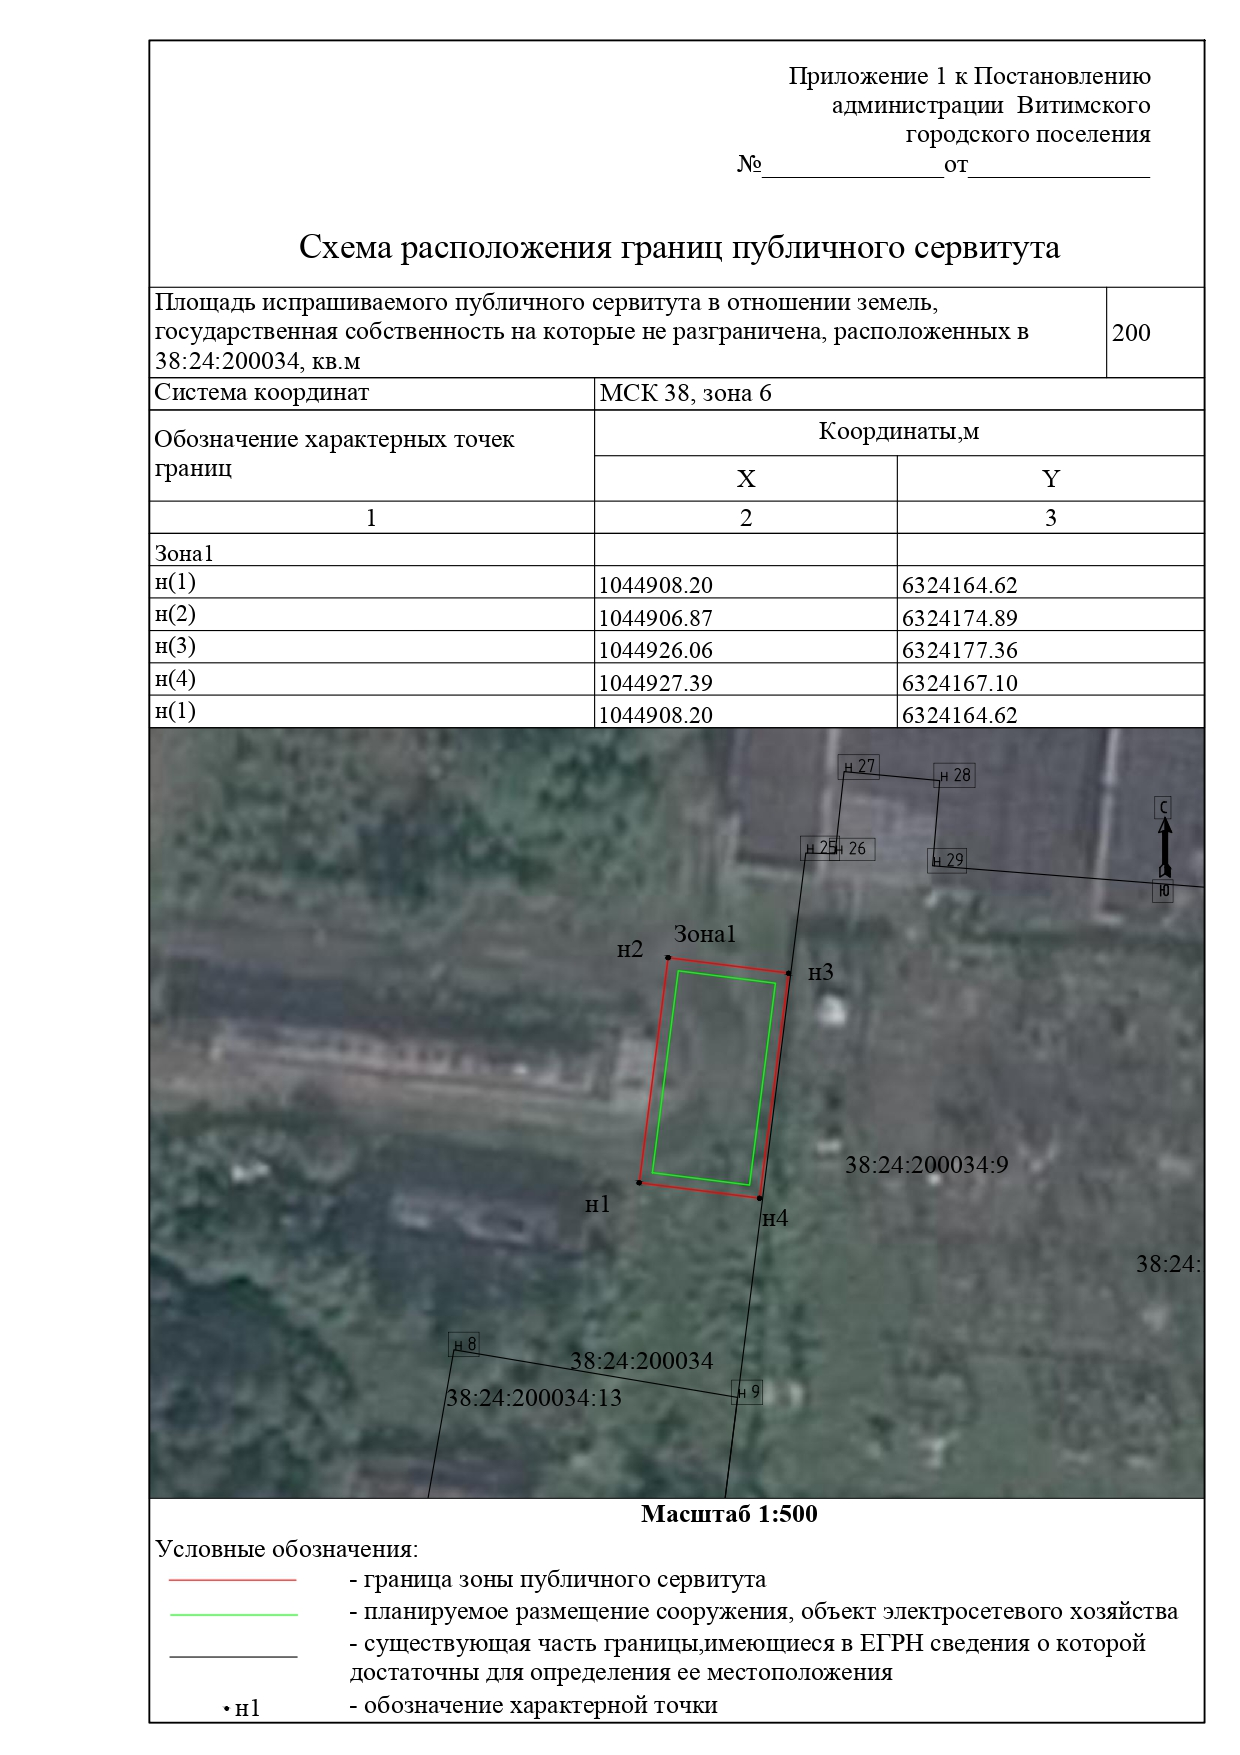 Приложение 1 к Постановлению
администрации Витимского
городского поселения
№______________от______________
Схема расположения границ публичного сервитута
Площадь испрашиваемого публичного сервитута в отношении земель,
государственная собственность на которые не разграничена, расположенных в
38:24:200034, кв.м
200
Система координат МСК 38, зона 6
Обозначение характерных точек
границ
Координаты,м
X Y
1 2 3
Зона1
н(1) 1044908.20 6324164.62
н(2) 1044906.87 6324174.89
н(3) 1044926.06 6324177.36
н(4) 1044927.39 6324167.10
н(1) 1044908.20 6324164.62
н 27
н 28
С
н 25
н 26
н 29
Ю
Зона1
н2
н3
38:24:200034:9
н1
н4
38:24:
н 8
38:24:200034
н 9
38:24:200034:13
Масштаб 1:500
Условные обозначения:
- граница зоны публичного сервитута
- планируемое размещение сооружения, объект электросетевого хозяйства
- существующая часть границы,имеющиеся в ЕГРН сведения о которой
достаточны для определения ее местоположения
н1 - обозначение характерной точки